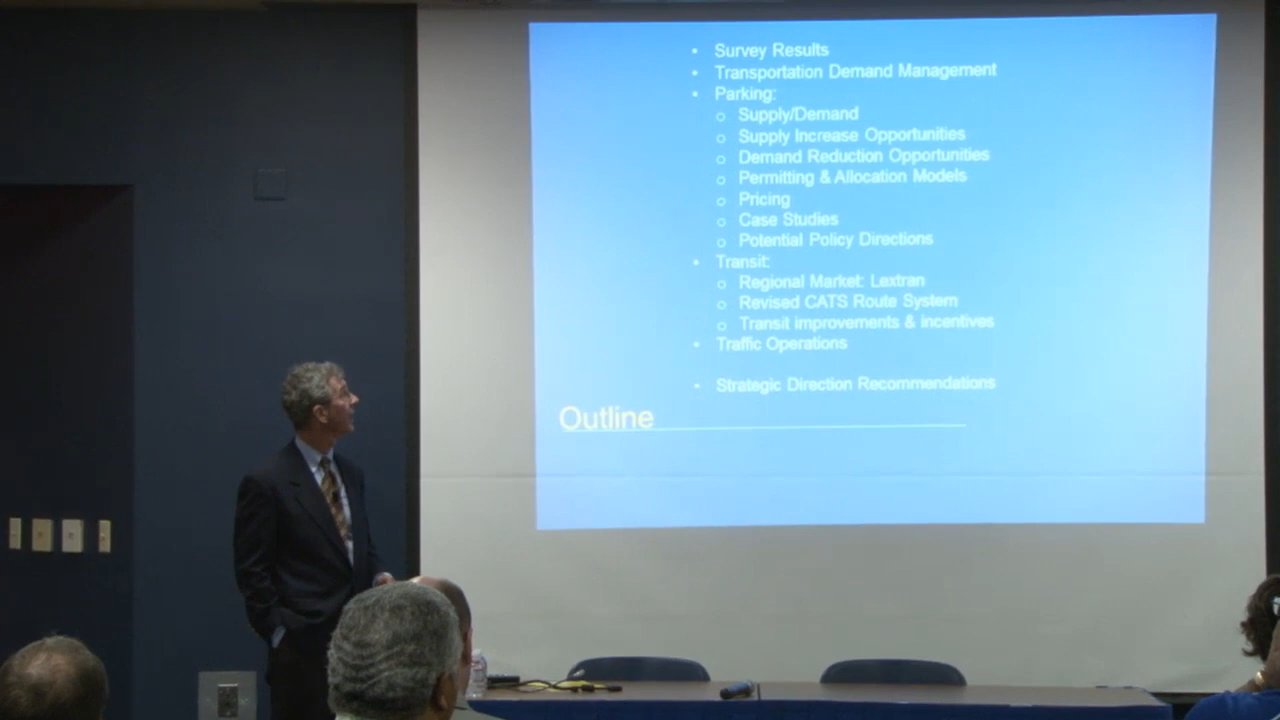 • Survey Results
• Transportation Demand Management
• Parking:
o Supply/Demand
o Supply Increase Opportunities
o Demand Reduction Opportunities
o Permitting & Allocation Models
o Pricing
o Case Studies
o Potential Policy Directions
• Transit:
o Regional Market: Lextran
o Revised CATS Route System
o Transit improvements & incentives
• Traffic Operations
• Strategic Direction Recommendations
Outline